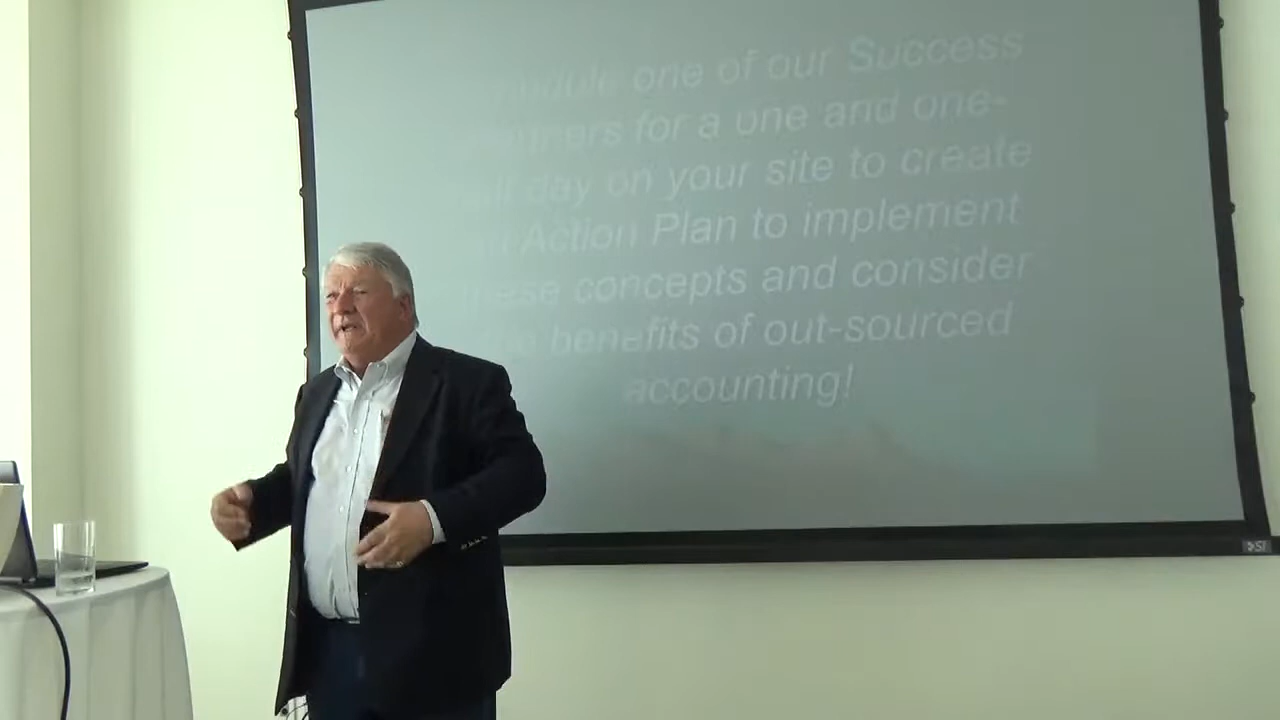 one of our Success
for a one and one-
day on your site to create
Action Plan to implement
these concepts and consider
benefits of out-sourced
accounting!